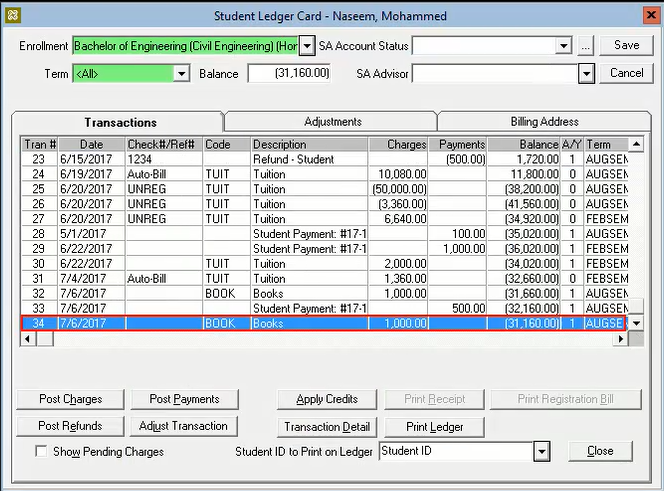 Student Ledger Card - Naseem, Mohammed
Enrollment Bachelor of Engineering (Civil Engineering) (Hor SA Account Status ... Save
Term <All> Balance (31,160.00) SA Advisor Cancel
Transactions Adjustments Billing Address
Tran # Date Check#/Ref# Code Description Charges Payments Balance A/Y Term
23 6/15/2017 1234 Refund - Student (500.00) 1,720.00 1 AUGSEM
24 6/19/2017 Auto-Bill TUIT Tuition 10,080.00 11,800.00 0 AUGSEM
25 6/20/2017 UNREG TUIT Tuition (50,000.00) (38,200.00) 0 AUGSEM
26 6/20/2017 UNREG TUIT Tuition (3,360.00) (41,560.00) 0 AUGSEM
27 6/20/2017 UNREG TUIT Tuition 6,640.00 (34,920.00) 0 FEBSEM
28 5/1/2017 Student Payment: #17-1 100.00 (35,020.00) 1 AUGSEM
29 6/22/2017 Student Payment: #17-1 1,000.00 (36,020.00) 1 FEBSEM
30 6/22/2017 TUIT Tuition 2,000.00 (34,020.00) 1 AUGSEM
31 7/4/2017 Auto-Bill TUIT Tuition 1,360.00 (32,660.00) 0 FEBSEM
32 7/6/2017 BOOK Books 1,000.00 (31,660.00) 1 AUGSEM
33 7/6/2017 Student Payment: #17-1 500.00 (32,160.00) 1 AUGSEM
34 7/6/2017 BOOK Books 1,000.00 (31,160.00) 1 AUGSE
Post Charges Post Payments Apply Credits Print Receipt Print Registration Bill
Post Refunds Adjust Transaction Transaction Detail Print Ledger
Show Pending Charges Student ID to Print on Ledger Student ID Close